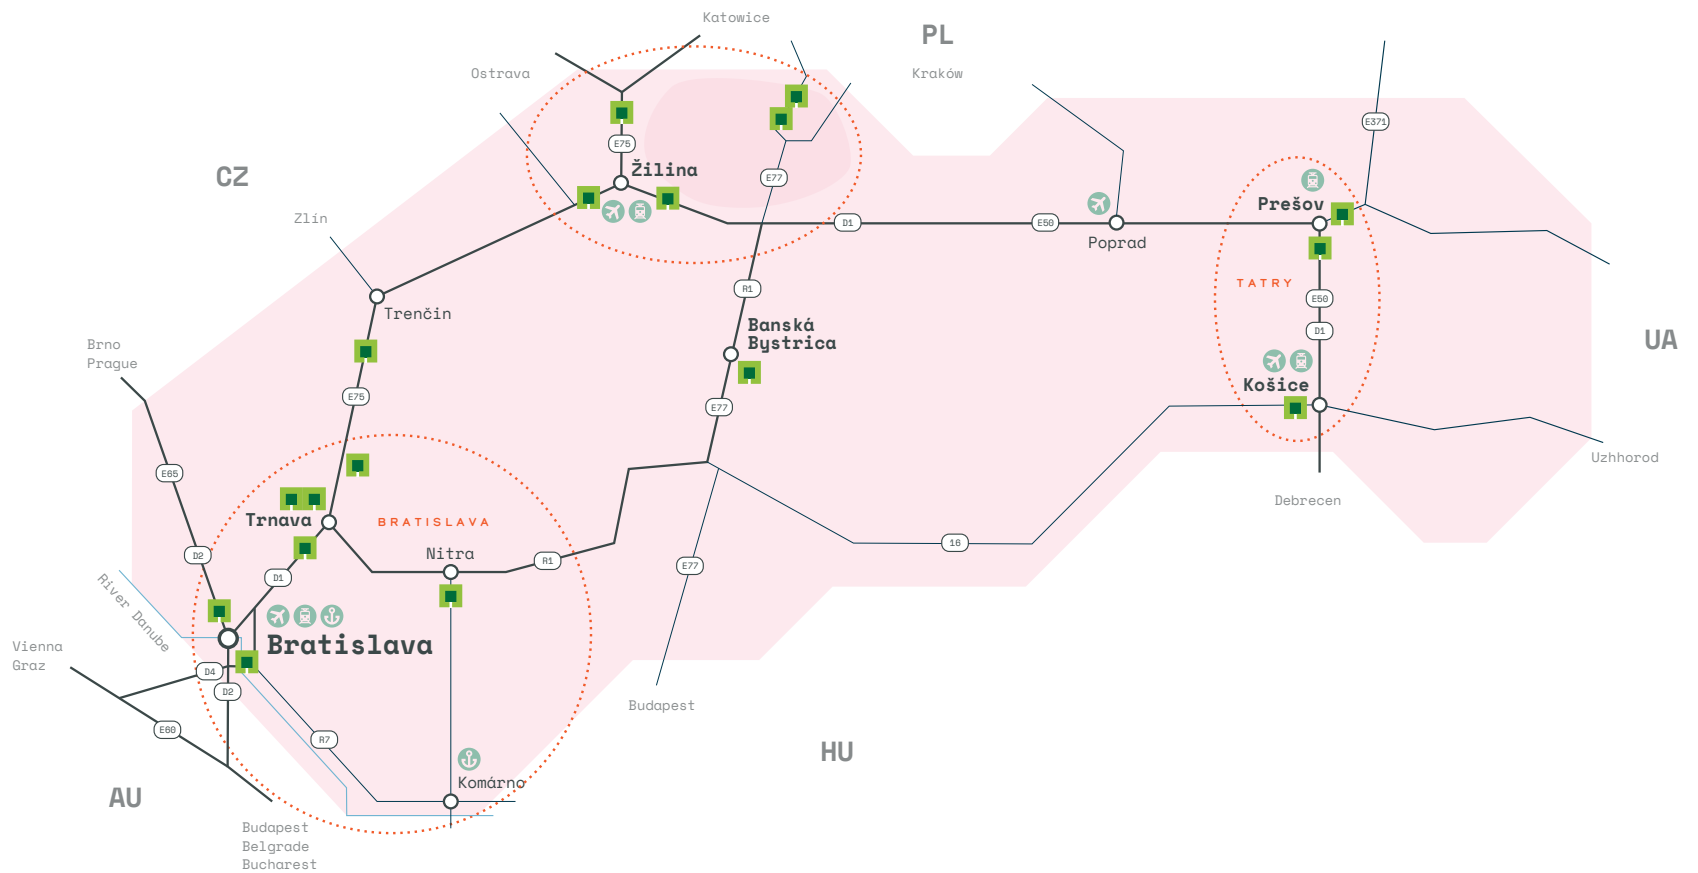 Katowice
PL
Ostrava
Kraków
E371
E75
Žilina
CZ
E77
Prešov
Zlín
D1
E50
Poprad
TATRY
R1
E50
Trenčin
Banská
Bystrica
D1
UA
Brno
Prague
Košice
E75
E77
Uzhhorod
E65
Debrecen
Trnava
BRATISLAVA
16
D2
Nitra
R1
E77
D1
River Danube
Bratislava
Vienna
Graz
D4
D2
Budapest
E60
R7
HU
Komárno
AU
Budapest
Belgrade
Bucharest